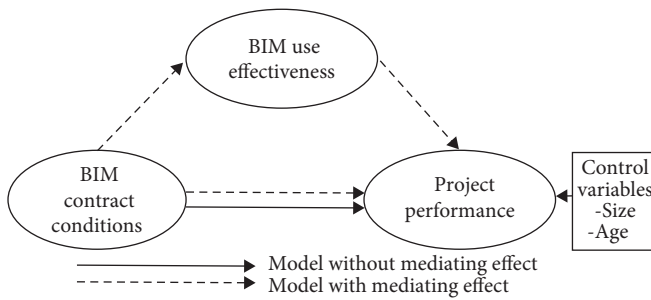 BIM use
effectiveness
BIM
contract
conditions
Project
performance
Control
variables
-Size
-Age
Model without mediating effect
Model with mediating effect